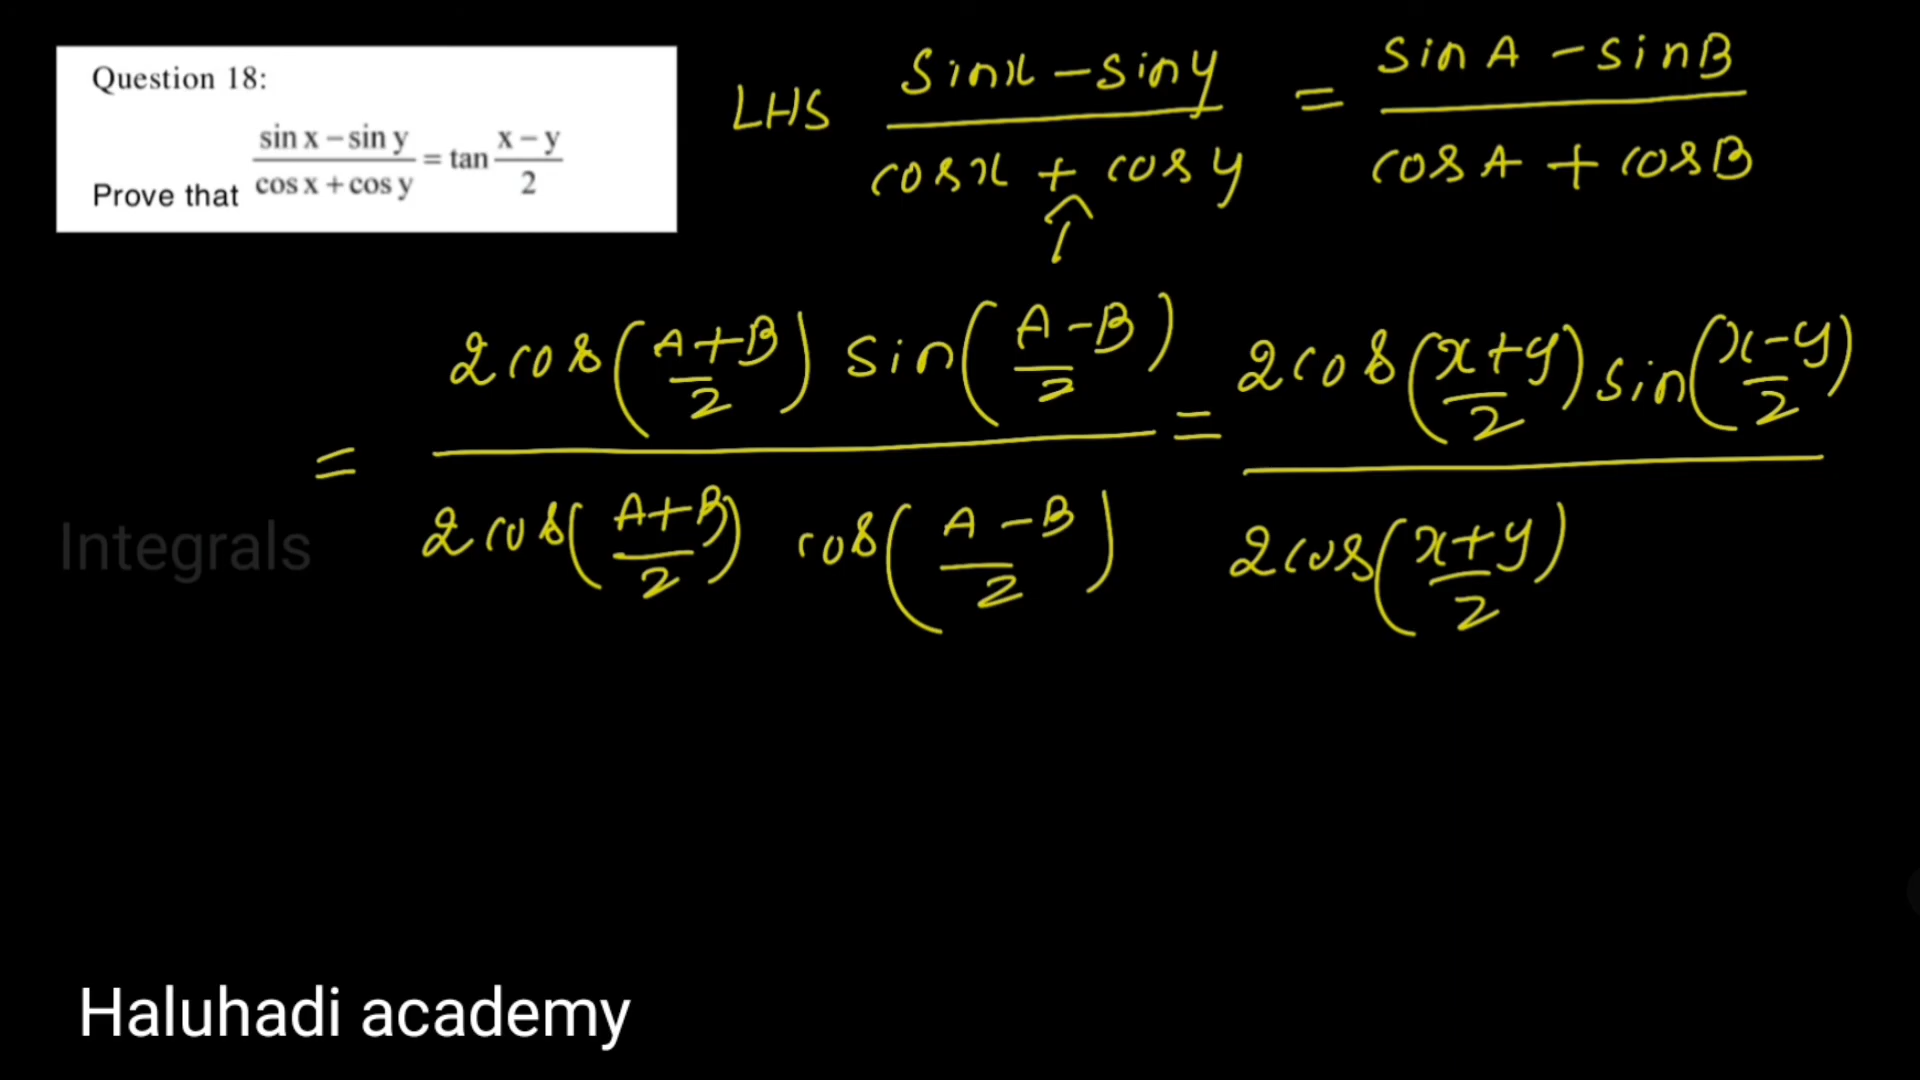 Question 18:
Prove that (sin x − sin y)/(cos x + cos y) = tan (x − y)/2
LHS (sinx − siny)/(cosx + cosy) = (sinA − sinB)/(cosA + cosB)
= (2cos((A+B)/2) sin((A−B)/2))/(2cos((A+B)/2) cos((A−B)/2)) = (2cos((x+y)/2) sin((x−y)/2))/(2cos((x+y)/2)
Integrals
Haluhadi academy